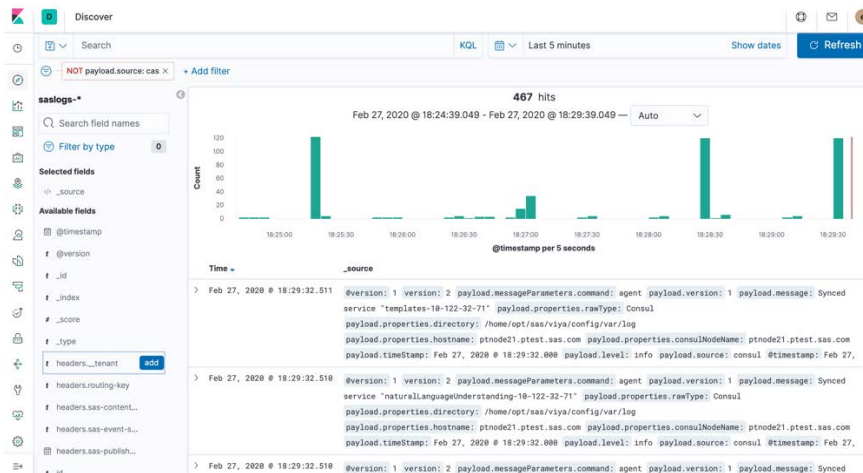 D Discover
Search KQL Last 5 minutes Show dates Refresh
NOT payload.source: cas × + Add filter
saslogs-*
Search field names
Filter by type 0
Selected fields
</> _source
Available fields
@timestamp
t @version
t _id
t _index
# _score
t _type
t headers.__tenant add
t headers.routing-key
t headers.sas-content...
t headers.sas-event-s...
headers.sas-publish...
t id
467 hits
Feb 27, 2020 @ 18:24:39.049 - Feb 27, 2020 @ 18:29:39.049 — Auto
Count
120
100
80
60
40
20
0
18:25:00 18:25:30 18:26:00 18:26:30 18:27:00 18:27:30 18:28:00 18:28:30 18:29:00 18:29:30
@timestamp per 5 seconds
Time _source
Feb 27, 2020 @ 18:29:32.511 @version: 1 version: 2 payload.messageParameters.command: agent payload.version: 1 payload.message: Synced
service "templates-10-122-32-71" payload.properties.rawType: Consul
payload.properties.directory: /home/opt/sas/viya/config/var/log
payload.properties.hostname: ptnode21.ptest.sas.com payload.properties.consulNodeName: ptnode21.ptest.sas.com
payload.timeStamp: Feb 27, 2020 @ 18:29:32.000 payload.level: info payload.source: consul @timestamp: Feb 27,
Feb 27, 2020 @ 18:29:32.510 @version: 1 version: 2 payload.messageParameters.command: agent payload.version: 1 payload.message: Synced
service "naturalLanguageUnderstanding-10-122-32-71" payload.properties.rawType: Consul
payload.properties.directory: /home/opt/sas/viya/config/var/log
payload.properties.hostname: ptnode21.ptest.sas.com payload.properties.consulNodeName: ptnode21.ptest.sas.com
payload.timeStamp: Feb 27, 2020 @ 18:29:32.000 payload.level: info payload.source: consul @timestamp: Feb 27,
Feb 27, 2020 @ 18:29:32.510 @version: 1 version: 2 payload.messageParameters.command: agent payload.version: 1 payload.message: Synced